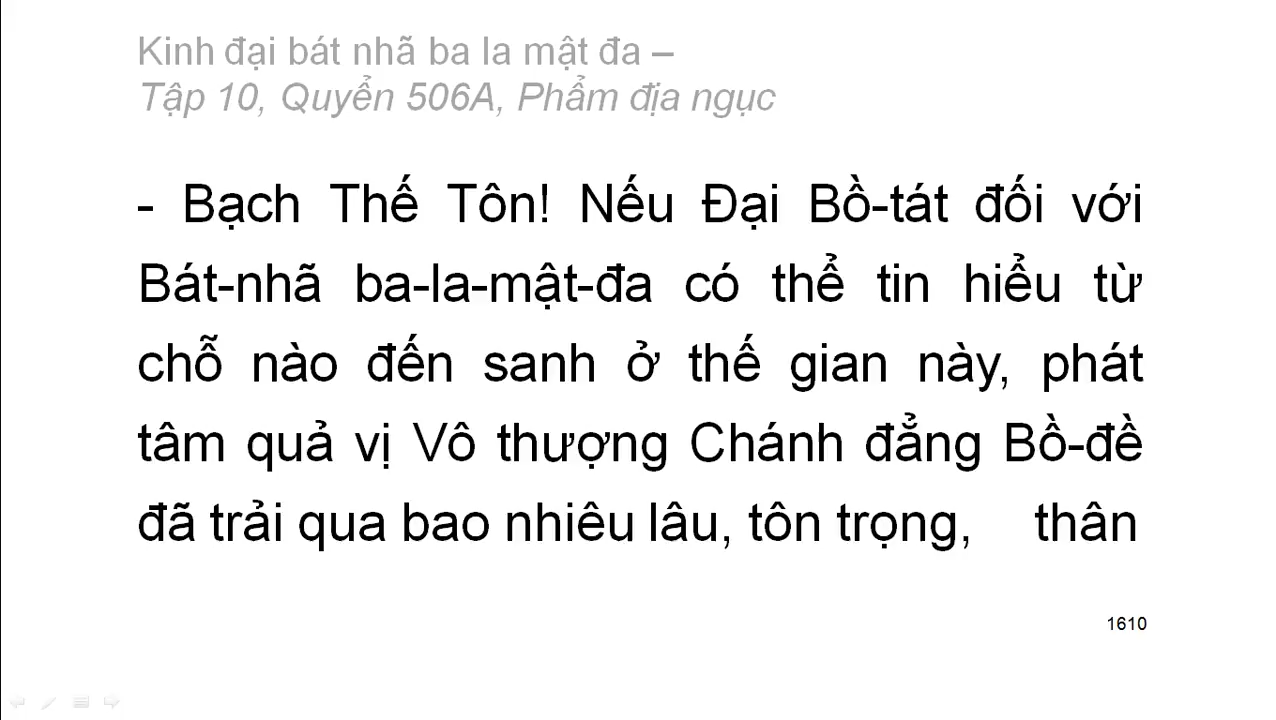 Kinh đại bát nhã ba la mật đa –
Tập 10, Quyển 506A, Phẩm địa ngục
- Bạch Thế Tôn! Nếu Đại Bồ-tát đối với
Bát-nhã ba-la-mật-đa có thể tin hiểu từ
chỗ nào đến sanh ở thế gian này, phát
tâm quả vị Vô thượng Chánh đẳng Bồ-đề
đã trải qua bao nhiêu lâu, tôn trọng, thân
1610